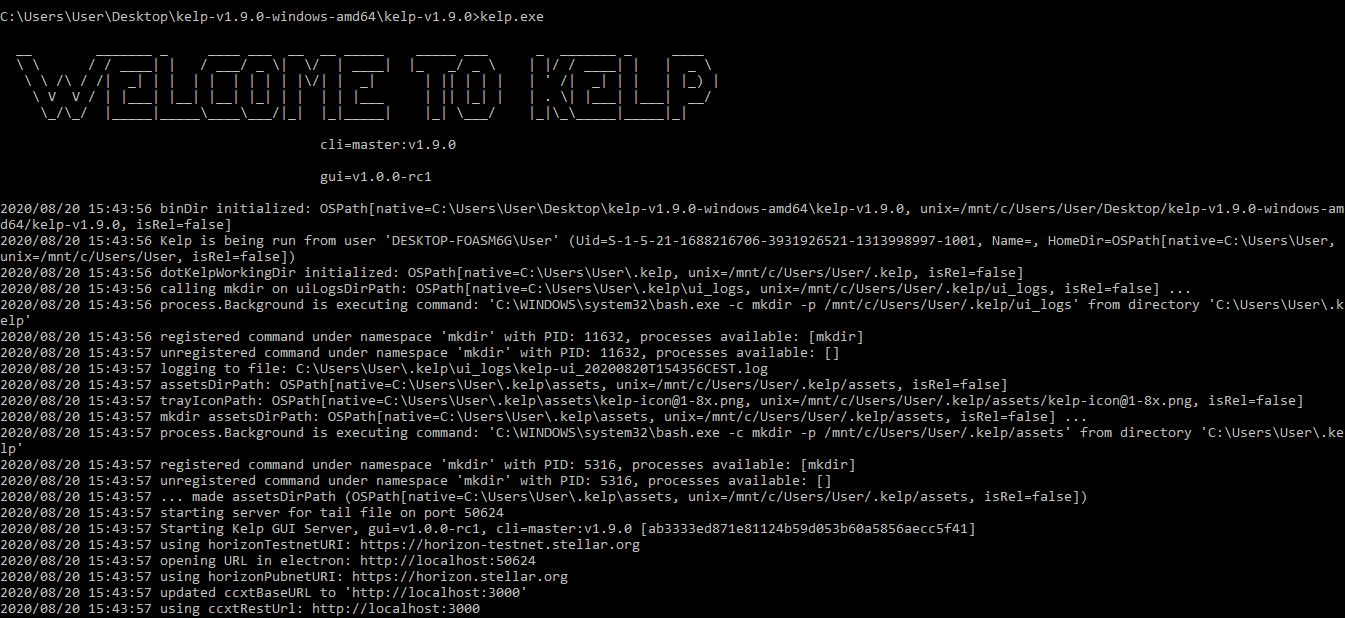 C:\Users\User\Desktop\kelp-v1.9.0-windows-amd64\kelp-v1.9.0>kelp.exe
WELCOME TO KELP
cli=master:v1.9.0
gui=v1.0.0-rc1
2020/08/20 15:43:56 binDir initialized: OSPath[native=C:\Users\User\Desktop\kelp-v1.9.0-windows-amd64\kelp-v1.9.0, unix=/mnt/c/Users/User/Desktop/kelp-v1.9.0-windows-am
d64/kelp-v1.9.0, isRel=false]
2020/08/20 15:43:56 Kelp is being run from user 'DESKTOP-FOASM6G\User' (Uid=S-1-5-21-1688216706-3931926521-1313998997-1001, Name=, HomeDir=OSPath[native=C:\Users\User, 
unix=/mnt/c/Users/User, isRel=false])
2020/08/20 15:43:56 dotKelpWorkingDir initialized: OSPath[native=C:\Users\User\.kelp, unix=/mnt/c/Users/User/.kelp, isRel=false]
2020/08/20 15:43:56 calling mkdir on uiLogsDirPath: OSPath[native=C:\Users\User\.kelp\ui_logs, unix=/mnt/c/Users/User/.kelp/ui_logs, isRel=false] ...
2020/08/20 15:43:56 process.Background is executing command: 'C:\WINDOWS\system32\bash.exe -c mkdir -p /mnt/c/Users/User/.kelp/ui_logs' from directory 'C:\Users\User\.k
elp'
2020/08/20 15:43:56 registered command under namespace 'mkdir' with PID: 11632, processes available: [mkdir]
2020/08/20 15:43:57 unregistered command under namespace 'mkdir' with PID: 11632, processes available: []
2020/08/20 15:43:57 logging to file: C:\Users\User\.kelp\ui_logs\kelp-ui_20200820T154356CEST.log
2020/08/20 15:43:57 assetsDirPath: OSPath[native=C:\Users\User\.kelp\assets, unix=/mnt/c/Users/User/.kelp/assets, isRel=false]
2020/08/20 15:43:57 trayIconPath: OSPath[native=C:\Users\User\.kelp\assets\kelp-icon@1-8x.png, unix=/mnt/c/Users/User/.kelp/assets/kelp-icon@1-8x.png, isRel=false]
2020/08/20 15:43:57 mkdir assetsDirPath: OSPath[native=C:\Users\User\.kelp\assets, unix=/mnt/c/Users/User/.kelp/assets, isRel=false] ...
2020/08/20 15:43:57 process.Background is executing command: 'C:\WINDOWS\system32\bash.exe -c mkdir -p /mnt/c/Users/User/.kelp/assets' from directory 'C:\Users\User\.ke
lp'
2020/08/20 15:43:57 registered command under namespace 'mkdir' with PID: 5316, processes available: [mkdir]
2020/08/20 15:43:57 unregistered command under namespace 'mkdir' with PID: 5316, processes available: []
2020/08/20 15:43:57 ... made assetsDirPath (OSPath[native=C:\Users\User\.kelp\assets, unix=/mnt/c/Users/User/.kelp/assets, isRel=false])
2020/08/20 15:43:57 starting server for tail file on port 50624
2020/08/20 15:43:57 Starting Kelp GUI Server, gui=v1.0.0-rc1, cli=master:v1.9.0 [ab3333ed871e81124b59d053b60a5856aecc5f41]
2020/08/20 15:43:57 using horizonTestnetURI: https://horizon-testnet.stellar.org
2020/08/20 15:43:57 opening URL in electron: http://localhost:50624
2020/08/20 15:43:57 using horizonPubnetURI: https://horizon.stellar.org
2020/08/20 15:43:57 updated ccxtBaseURL to 'http://localhost:3000'
2020/08/20 15:43:57 using ccxtRestUrl: http://localhost:3000